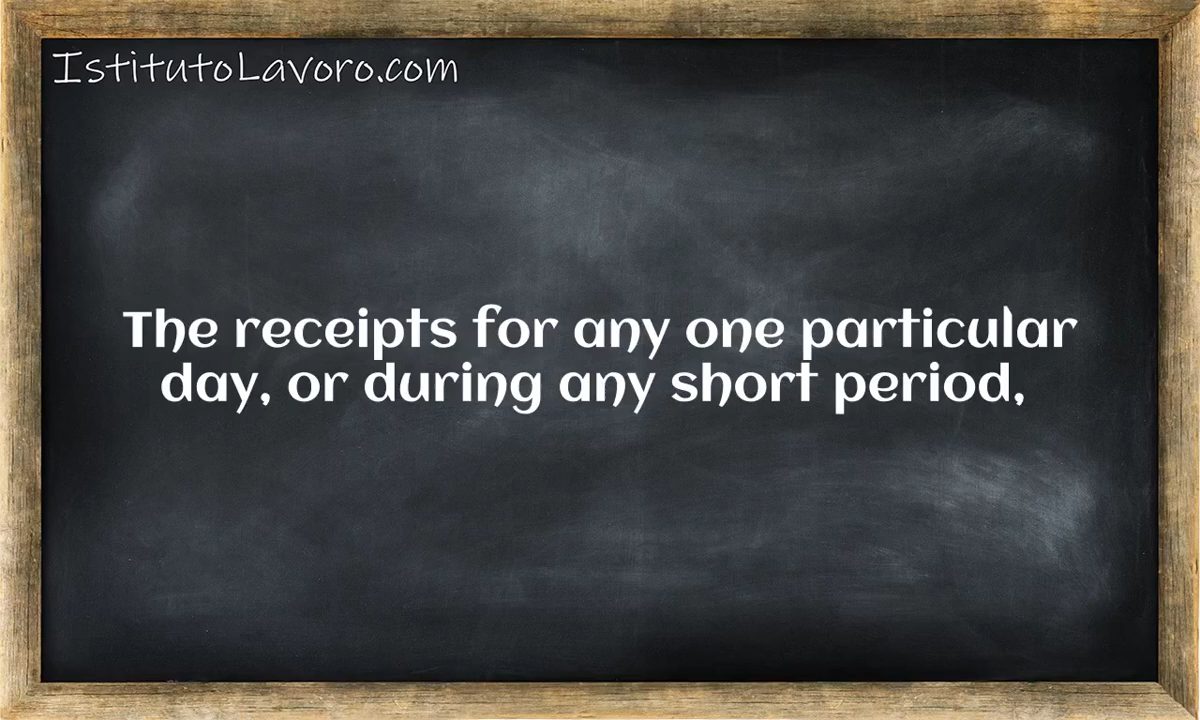 IstitutoLavoro.com
The receipts for any one particular
day, or during any short period,